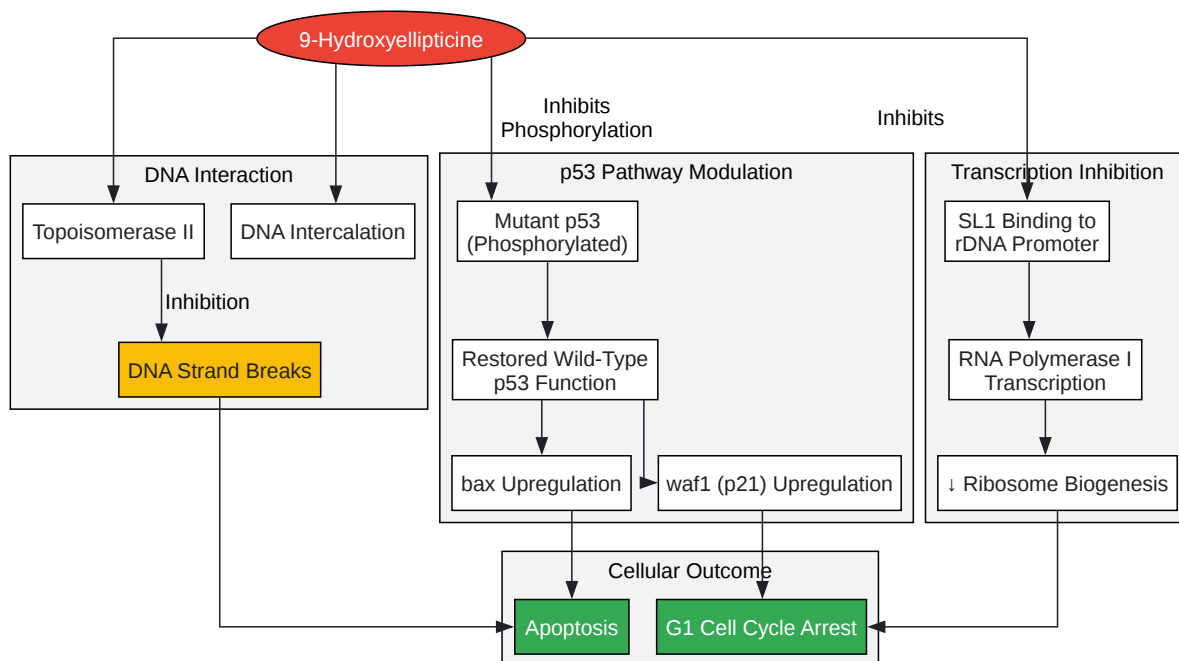 9-Hydroxyellipticine
Inhibits
Phosphorylation
Inhibits
DNA Interaction
Topoisomerase II
DNA Intercalation
Inhibition
DNA Strand Breaks
p53 Pathway Modulation
Mutant p53
(Phosphorylated)
Restored Wild-Type
p53 Function
bax Upregulation
waf1 (p21) Upregulation
Transcription Inhibition
SL1 Binding to
rDNA Promoter
RNA Polymerase I
Transcription
↓ Ribosome Biogenesis
Cellular Outcome
Apoptosis
G1 Cell Cycle Arrest